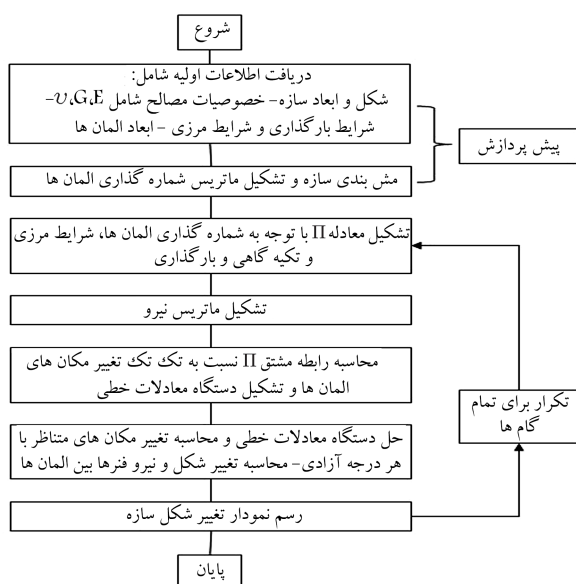 شروع
دریافت اطلاعات اولیه شامل:
شکل و ابعاد سازه- خصوصیات مصالح شامل υ،G،E-
شرایط بارگذاری و شرایط مرزی - ابعاد المان ها
پیش پردازش
مش بندی سازه و تشکیل ماتریس شماره گذاری المان ها
تشکیل معادله Π با توجه به شماره گذاری المان ها، شرایط مرزی
و تکیه گاهی و بارگذاری
تشکیل ماتریس نیرو
محاسبه رابطه مشتق Π نسبت به تک تک تغییر مکان های
المان ها و تشکیل دستگاه معادلات خطی
تکرار برای تمام
گام ها
حل دستگاه معادلات خطی و محاسبه تغییر مکان های متناظر با
هر درجه آزادی- محاسبه تغییر شکل و نیرو فنرها بین المان ها
رسم نمودار تغییر شکل سازه
پایان